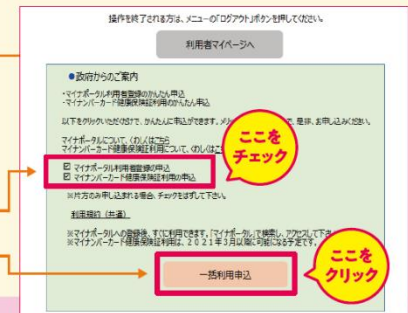 操作を終了される方は、メニューの「ログアウト」ボタンを押してください。
利用者マイページへ
●政府からのご案内
・マイナポータル利用者登録のかんたん申込
・マイナンバーカード健康保険証利用のかんたん申込
以下をクリックいただだけで、かんたんに申込ができます。 で、是非、お申し込みください。
マイナポータルについて、くわしくはこちら
マイナンバーカード健康保険証利用について、くわしくはこ
ここを
チェック
☑ マイナポータル利用者登録の申込
☑ マイナンバーカード健康保険証利用の申込
※片方のみ申し込まれる場合、チェックをはずして下さい。
利用規約（共通）
※マイナポータルへの登録後、すぐに利用できます。「マイナポータル」で検索し、アクセスして下さ
※マイナンバーカード健康保険証利用は、2021年3月以降に可能になる予定です。
ここを
クリック
一括利用申込